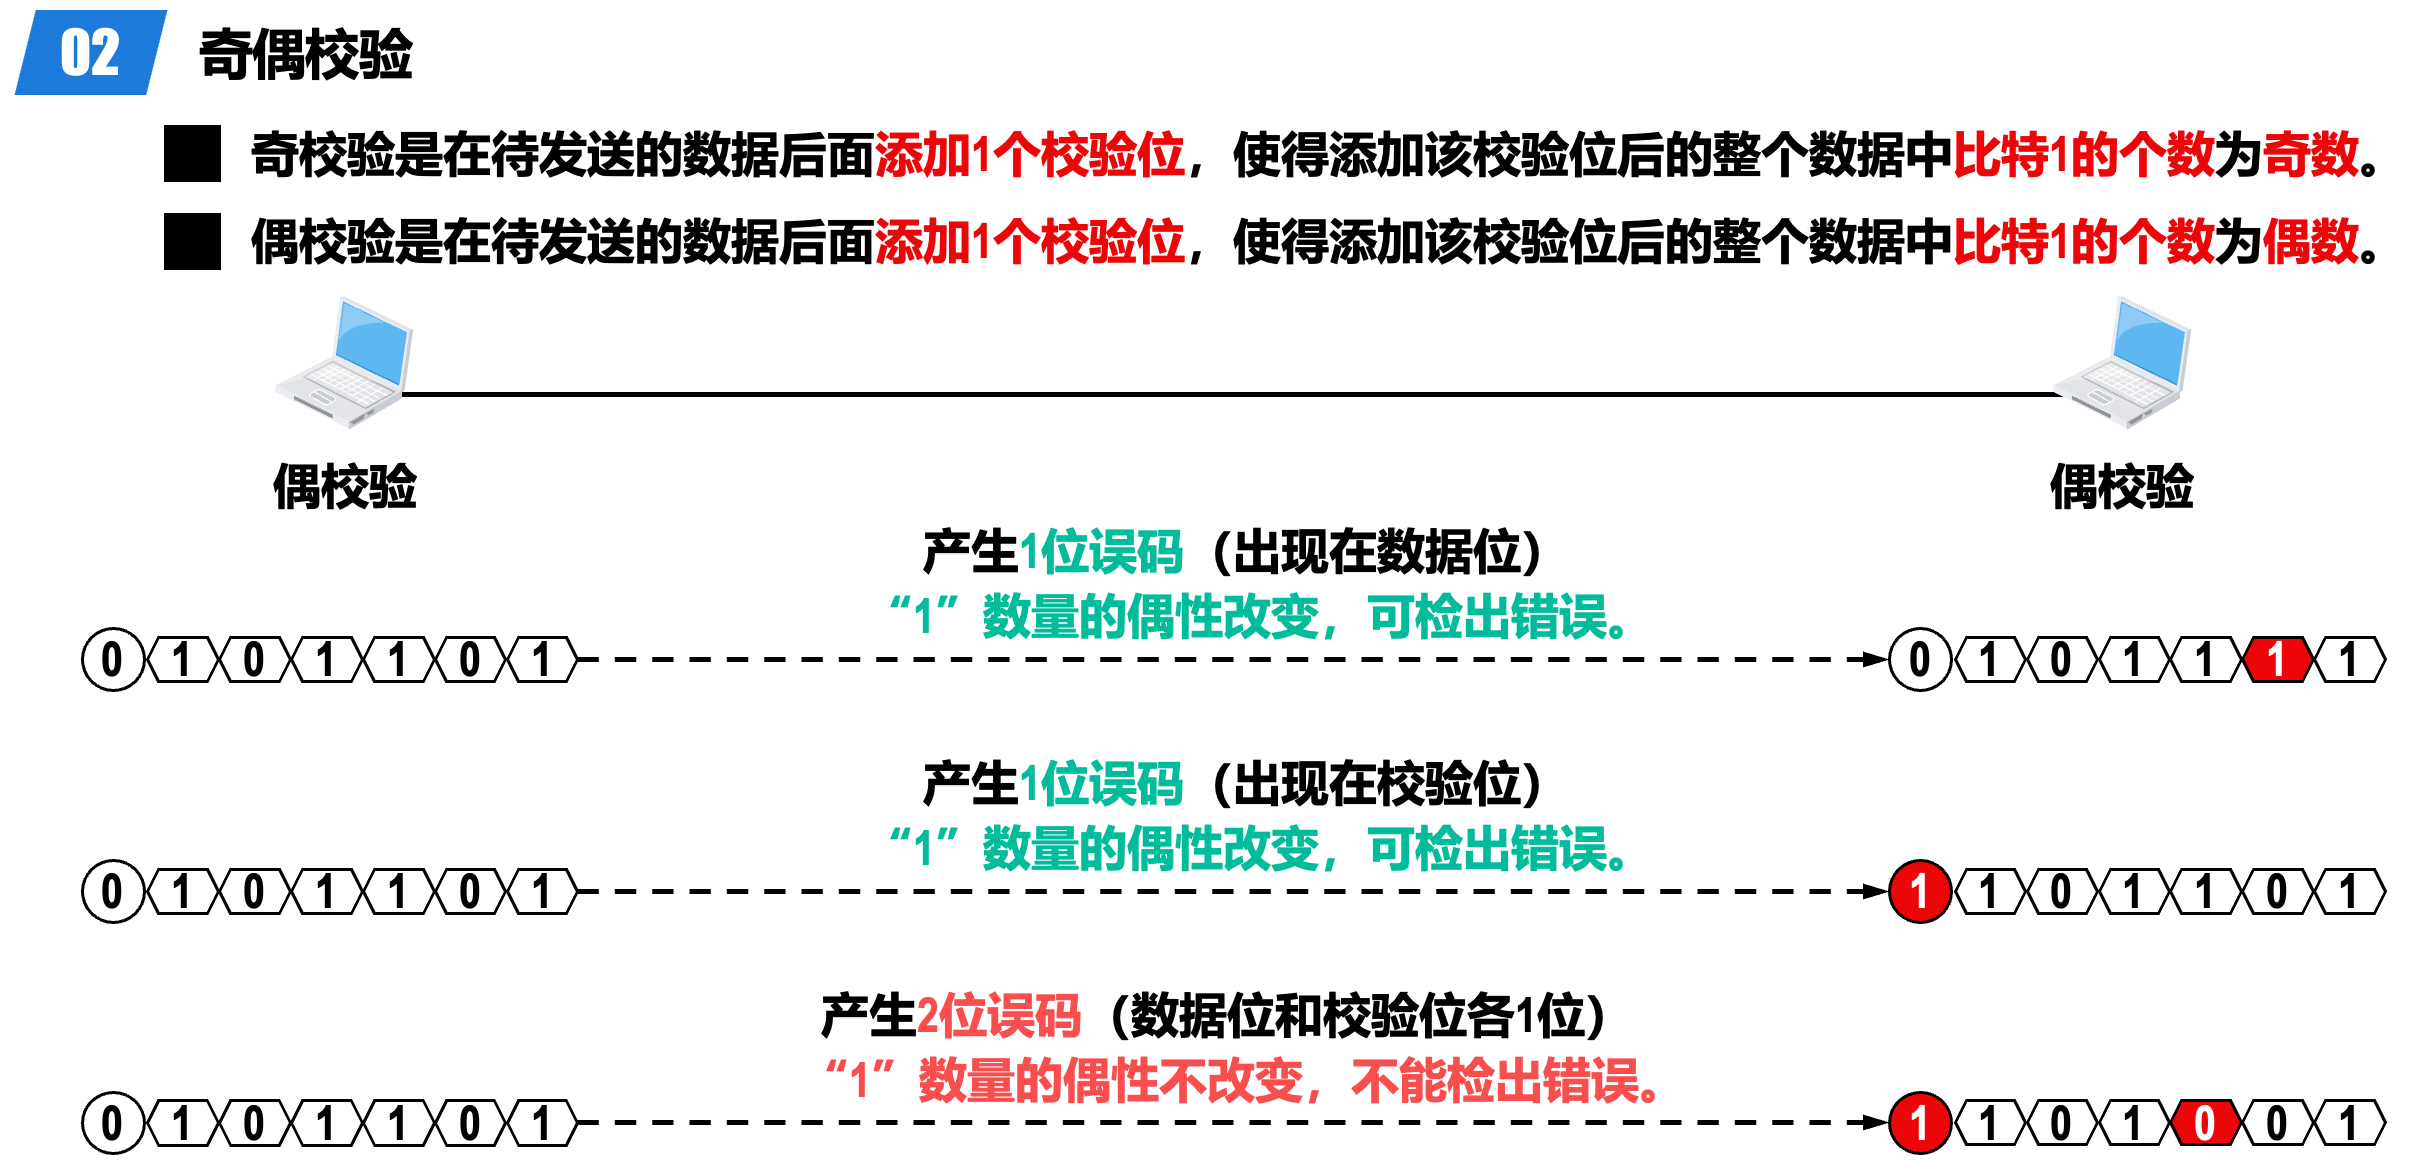 02 奇偶校验
奇校验是在待发送的数据后面添加1个校验位，使得添加该校验位后的整个数据中比特1的个数为奇数。
偶校验是在待发送的数据后面添加1个校验位，使得添加该校验位后的整个数据中比特1的个数为偶数。
偶校验 偶校验
产生1位误码（出现在数据位）
“1”数量的偶性改变，可检出错误。
0 1 0 1 1 0 1 0 1 0 1 1 1 1
产生1位误码（出现在校验位）
“1”数量的偶性改变，可检出错误。
0 1 0 1 1 0 1 1 1 0 1 1 0 1
产生2位误码（数据位和校验位各1位）
“1”数量的偶性不改变，不能检出错误。
0 1 0 1 1 0 1 1 1 0 1 0 0 1